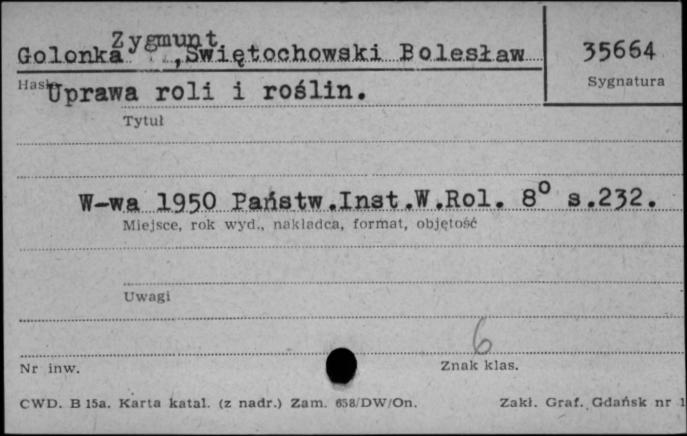 Zygmunt
Golonka ,Swiętochowski Bolesław
35664
Hasło
Sygnatura
Uprawa roli i roślin.
Tytuł
W-wa 1950 Państw.Inst.W.Rol. 8° s.232.
Miejsce, rok wyd., nakładca, format, objętość
Uwagi
6
Nr inw.
Znak klas.
CWD. B 15a. Karta katal. (z nadr.) Zam. 658/DW/On.
Zakł. Graf. Gdańsk nr 1